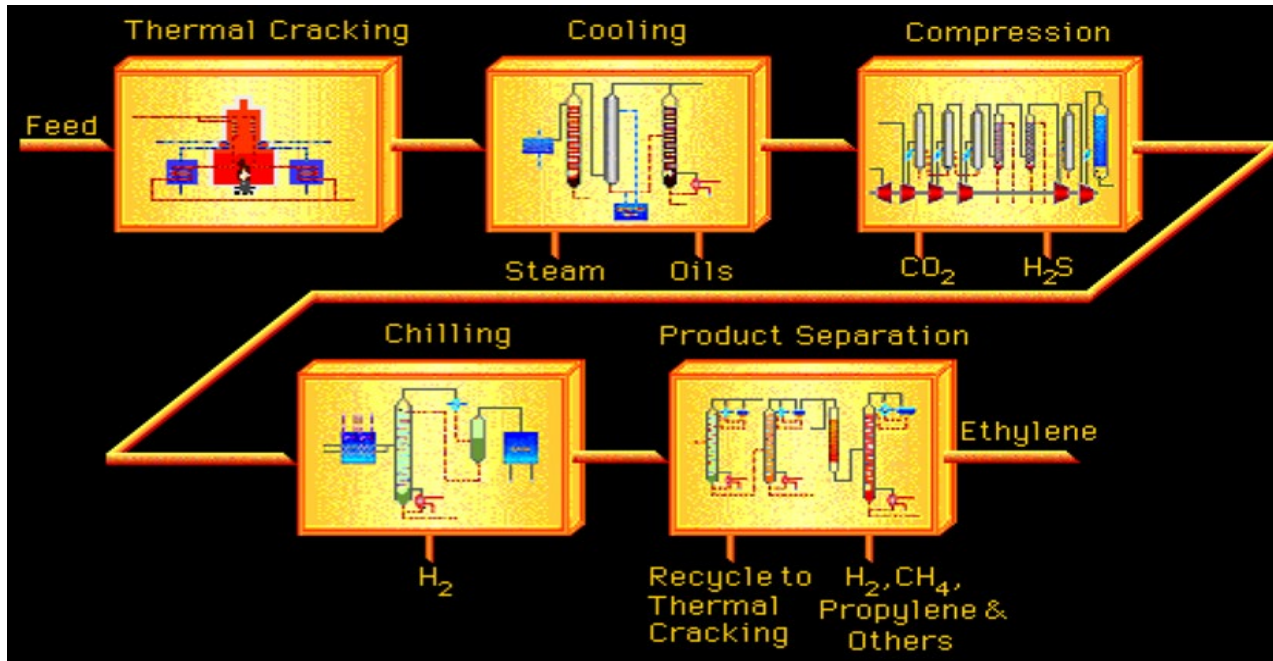 Thermal Cracking
Cooling
Compression
Feed
Steam
Oils
CO₂
H₂S
Chilling
Product Separation
Ethylene
H₂
Recycle to
Thermal
Cracking
H₂,CH₄,
Propylene &
Others